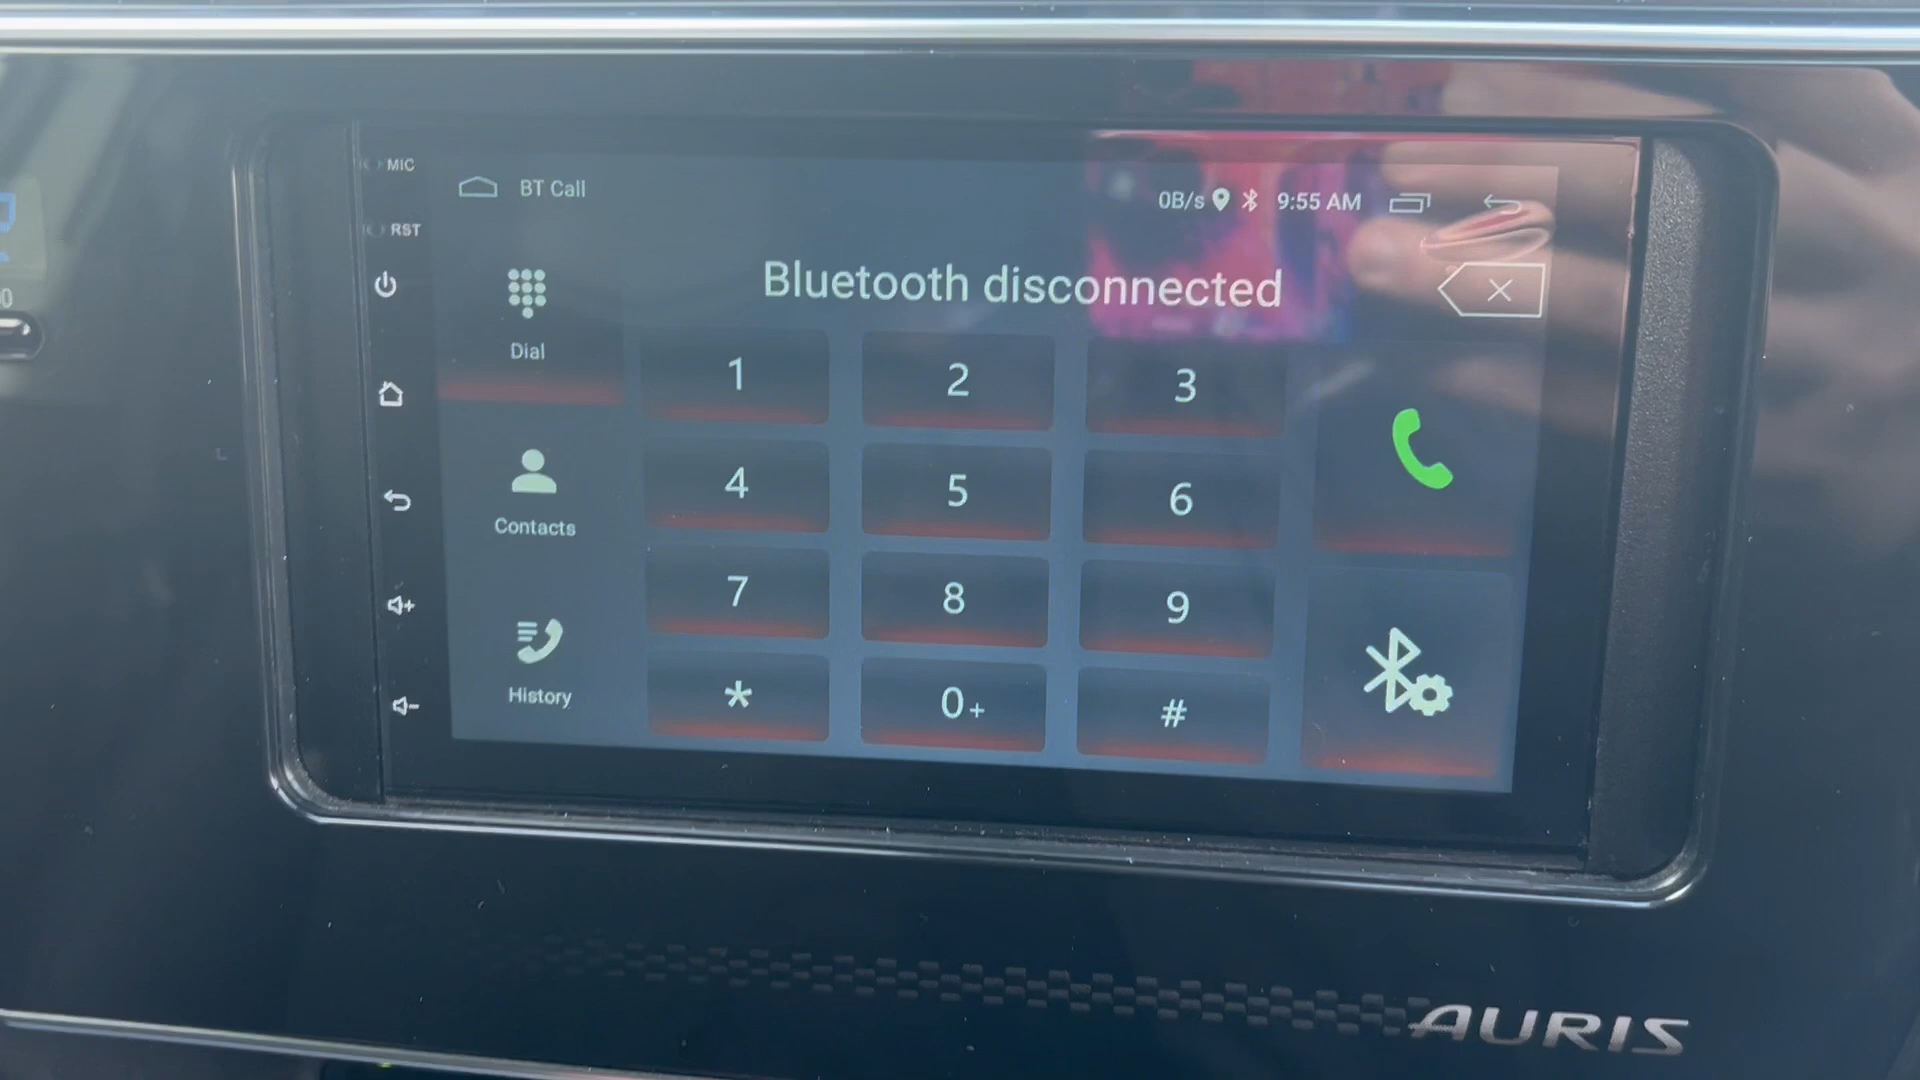 MIC
BT Call
0B/s 9:55 AM
RST
Bluetooth disconnected
Dial
1 2 3
4 5 6
Contacts
7 8 9
History
* 0+ #
AURIS